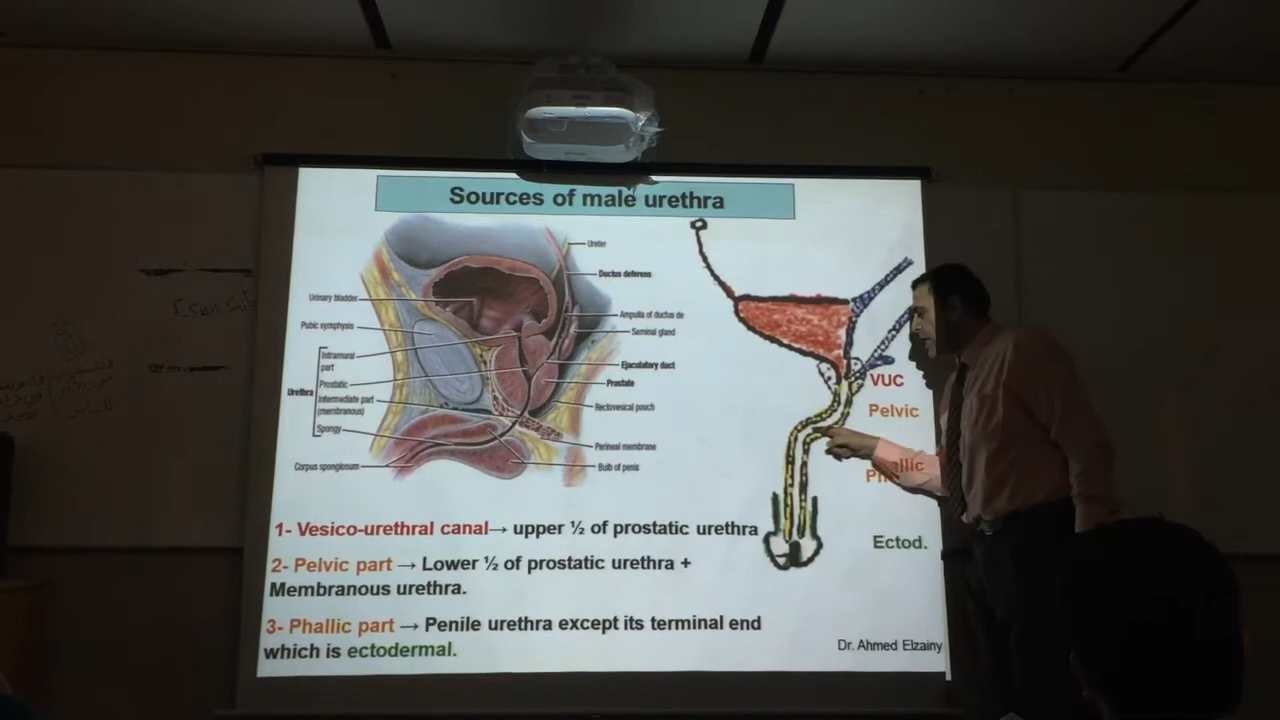 Sources of male urethra
Ureter
Ductus deferens
Urinary bladder
Ampulla of ductus de
Pubic symphysis
Seminal gland
Intramural
part
Ejaculatory duct
Prostatic
Prostate
Urethra
Intermediate part
(membranous)
Rectovesical pouch
Spongy
Perineal membrane
Corpus spongiosum
Bulb of penis
VUC
Pelvic
Ectod.
1- Vesico-urethral canal→ upper ½ of prostatic urethra
2- Pelvic part → Lower ½ of prostatic urethra +
Membranous urethra.
3- Phallic part → Penile urethra except its terminal end
which is ectodermal.
Dr. Ahmed Elzainy